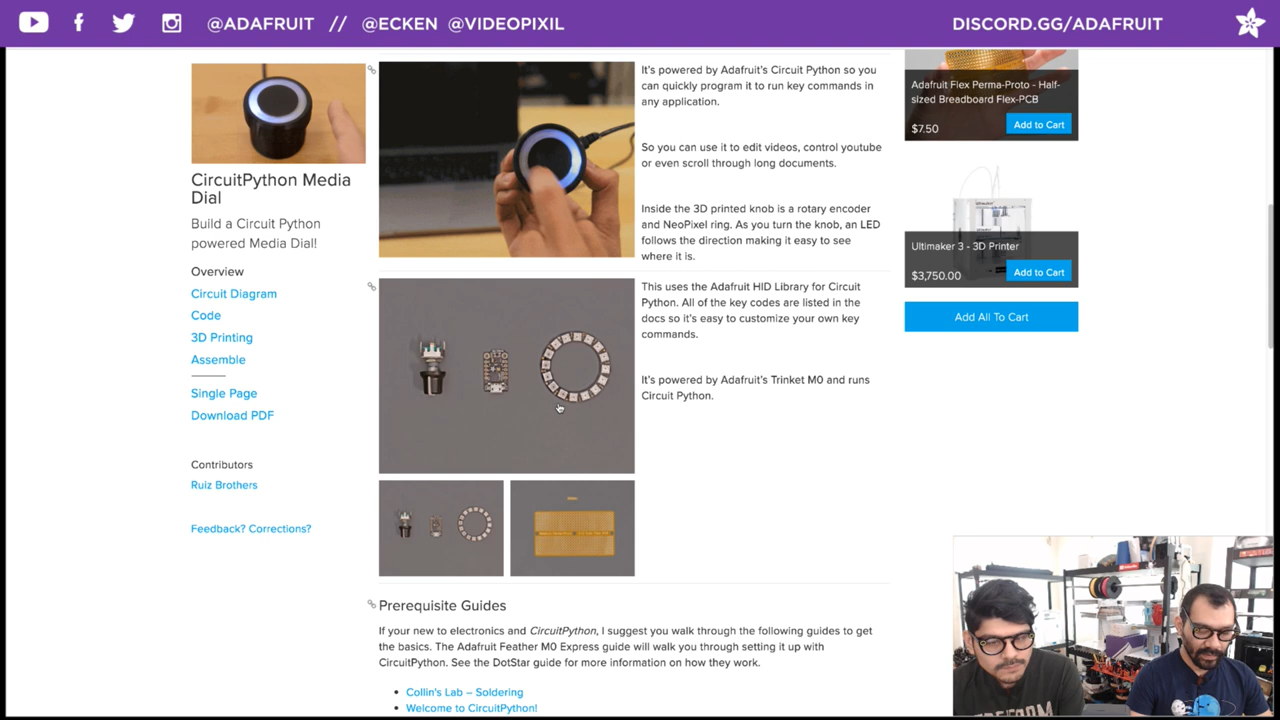 @ADAFRUIT // @ECKEN @VIDEOPIXIL
DISCORD.GG/ADAFRUIT
CircuitPython Media
Dial
Build a Circuit Python
powered Media Dial!
Overview
Circuit Diagram
Code
3D Printing
Assemble
Single Page
Download PDF
Contributors
Ruiz Brothers
Feedback? Corrections?
It's powered by Adafruit's Circuit Python so you
can quickly program it to run key commands in
any application.
So you can use it to edit videos, control youtube
or even scroll through long documents.
Inside the 3D printed knob is a rotary encoder
and NeoPixel ring. As you turn the knob, an LED
follows the direction making it easy to see
where it is.
This uses the Adafruit HID Library for Circuit
Python. All of the key codes are listed in the
docs so it's easy to customize your own key
commands.
It's powered by Adafruit's Trinket M0 and runs
Circuit Python.
Prerequisite Guides
If your new to electronics and CircuitPython, I suggest you walk through the following guides to get
the basics. The Adafruit Feather M0 Express guide will walk you through setting it up with
CircuitPython. See the DotStar guide for more information on how they work.
• Collin's Lab – Soldering
• Welcome to CircuitPython!
Adafruit Flex Perma-Proto - Half-
sized Breadboard Flex-PCB
$7.50
Add to Cart
Ultimaker 3 - 3D Printer
$3,750.00
Add to Cart
Add All To Cart